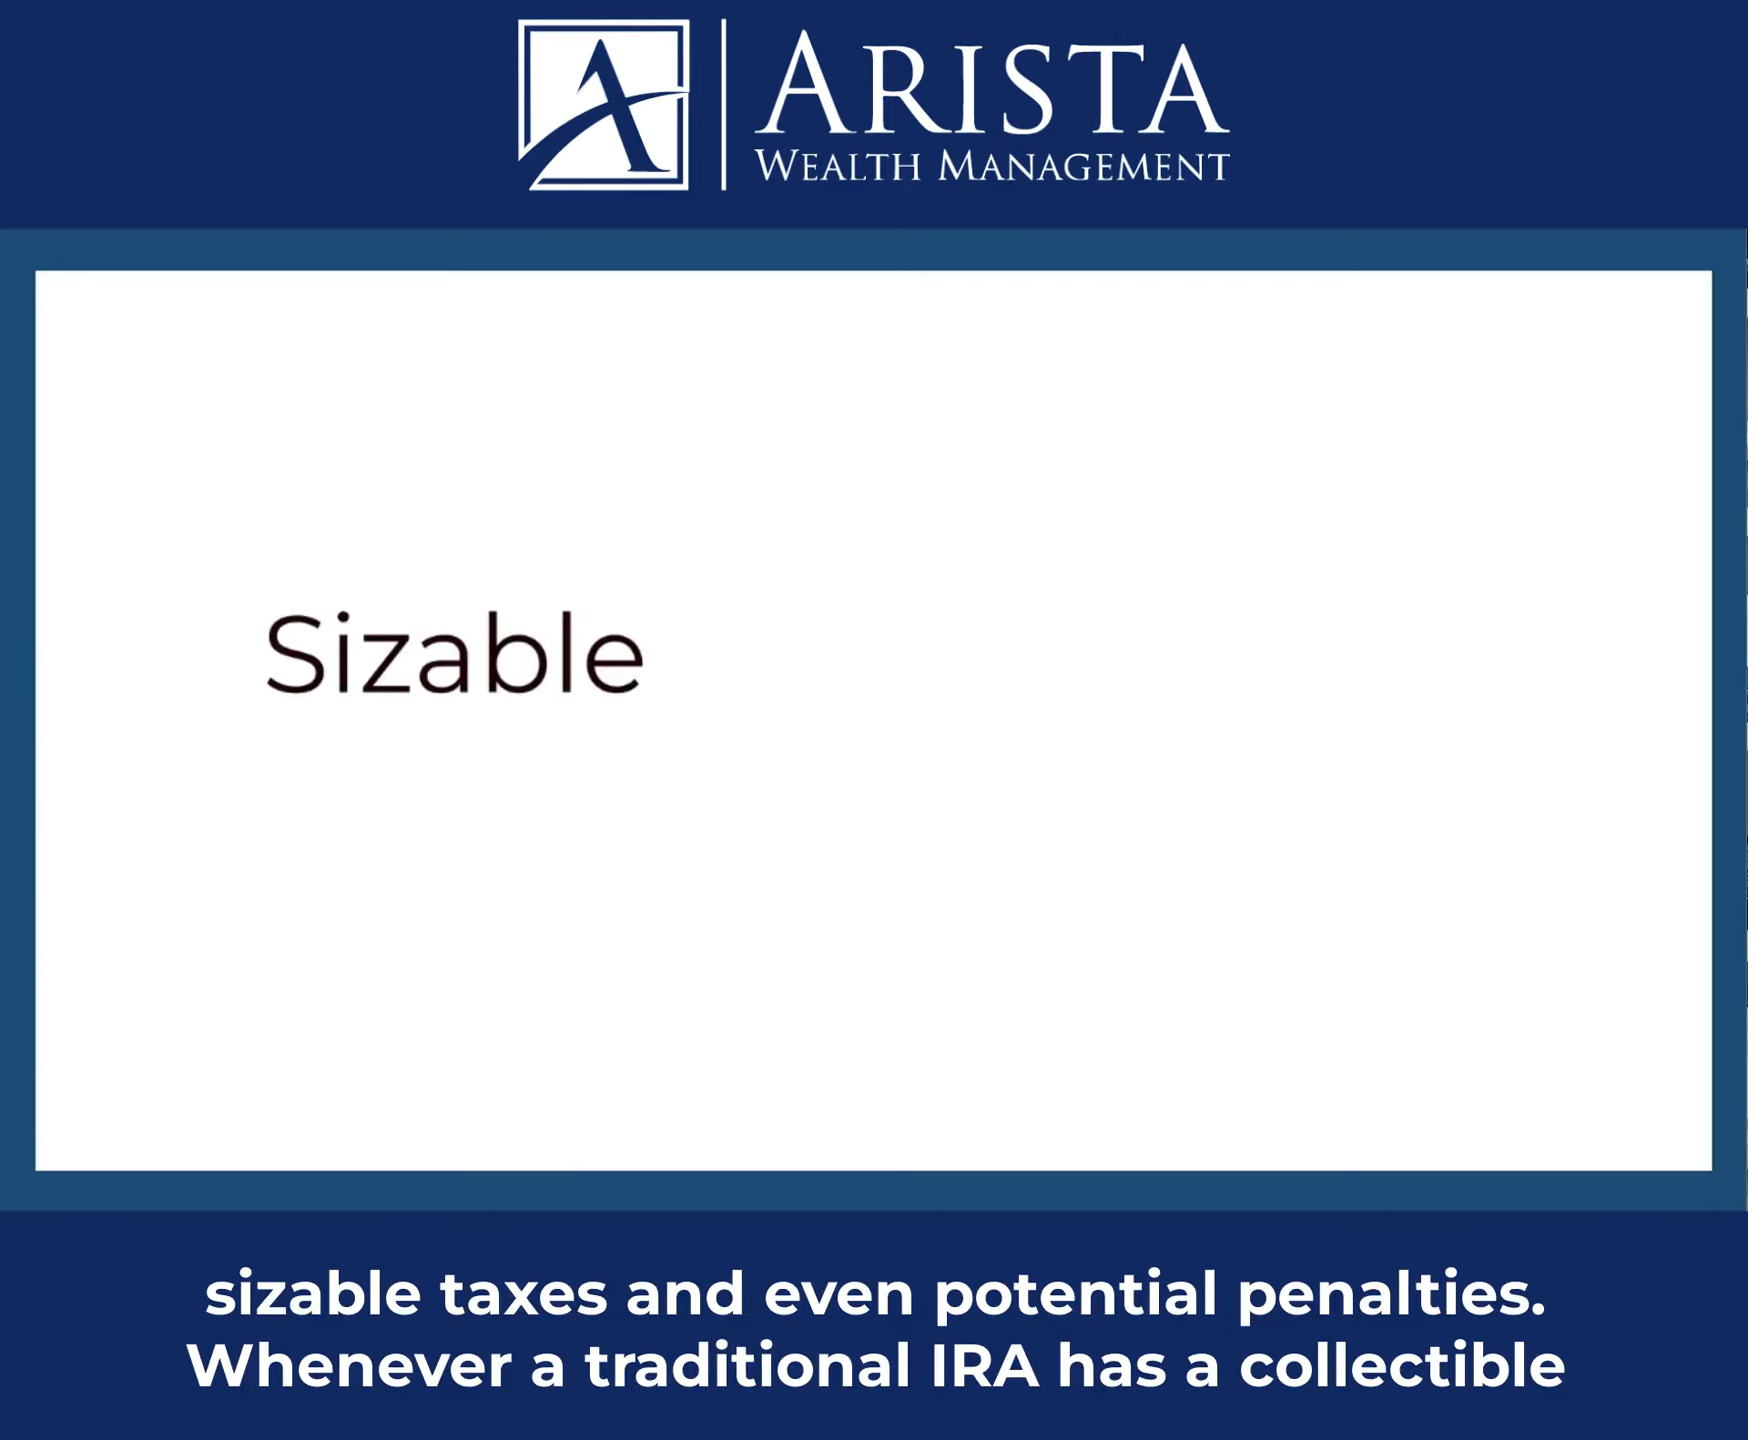 ARISTA
WEALTH MANAGEMENT
Sizable
sizable taxes and even potential penalties.
Whenever a traditional IRA has a collectible